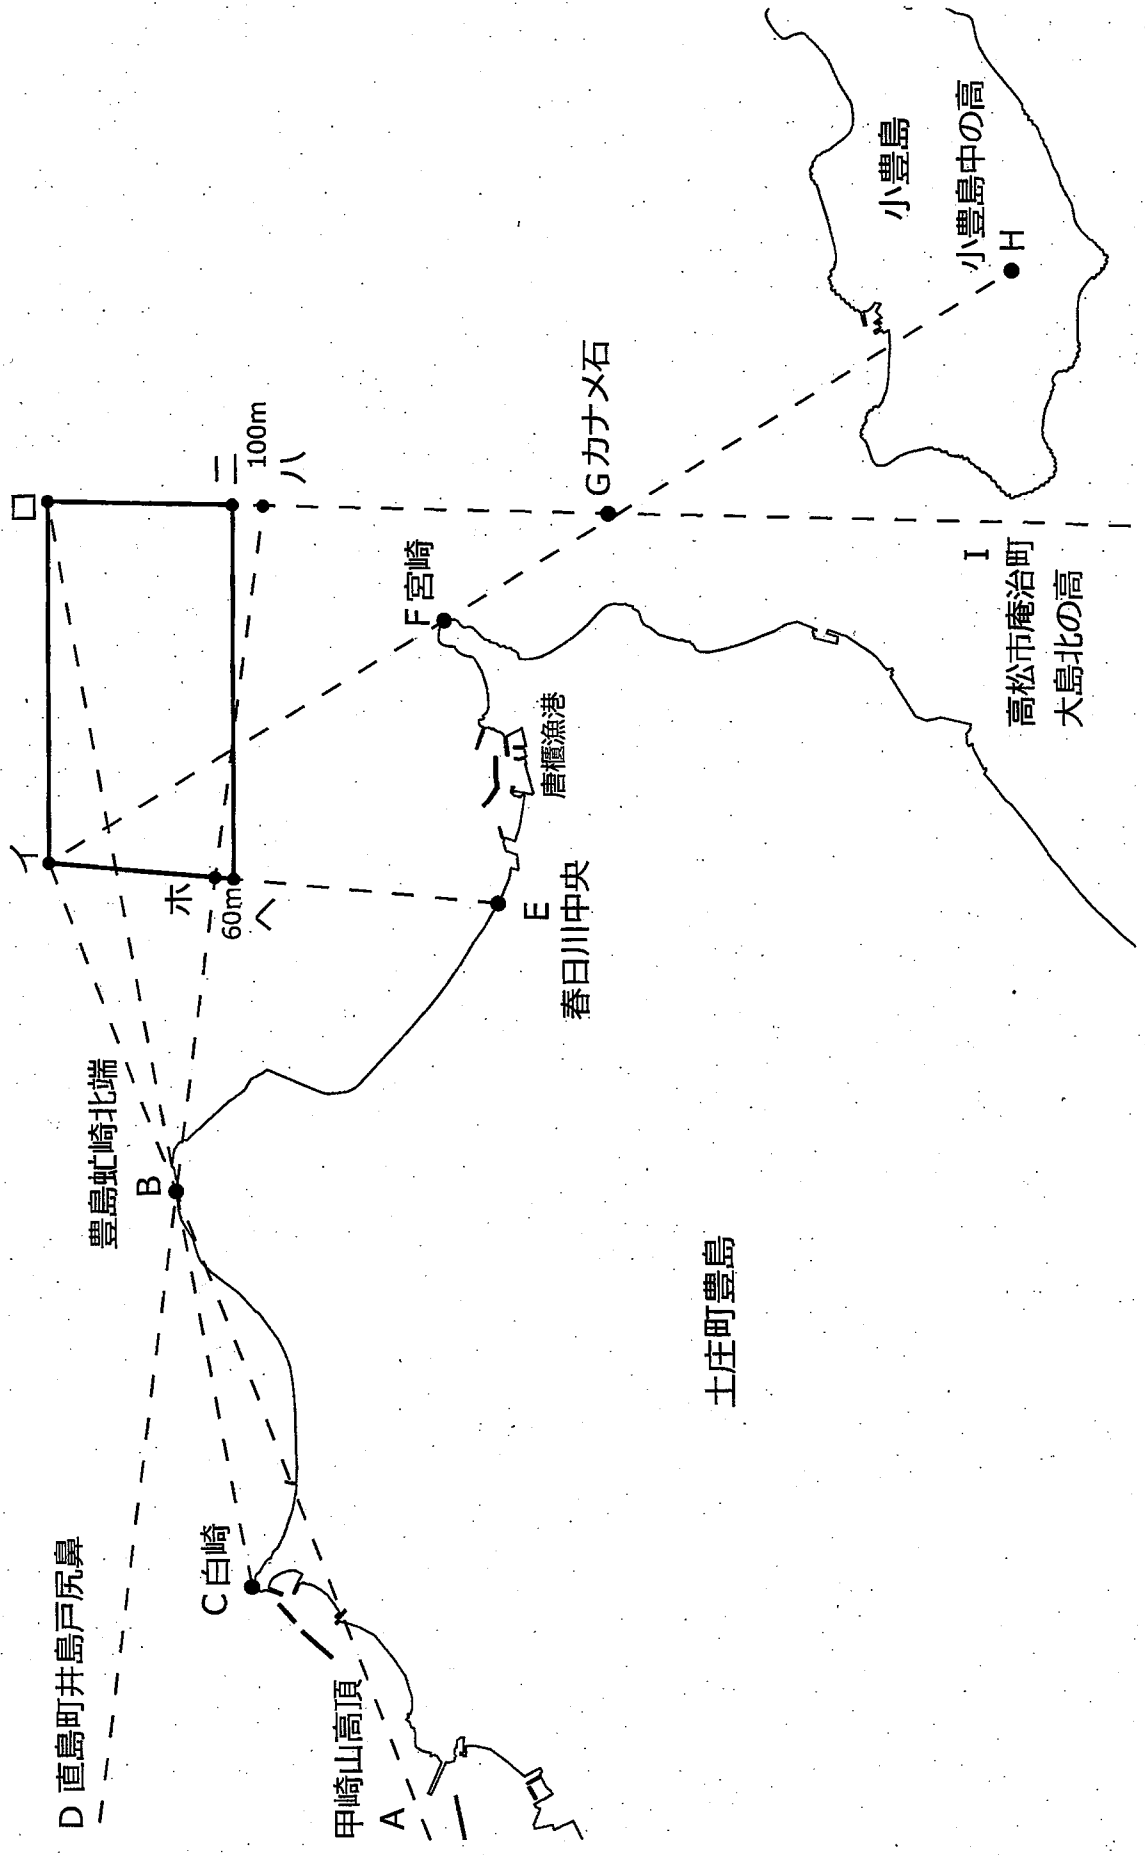 D 直島町井島戸尻鼻
甲崎山高頂
A
C 白崎
豊島虻崎北端
B
イ
ロ
ホ
60m
ヘ
ニ
100m
ハ
E
春日川中央
唐櫃漁港
F 宮崎
G カナメ石
土庄町豊島
I
高松市庵治町
大島北の高
小豊島
小豊島中の高
H